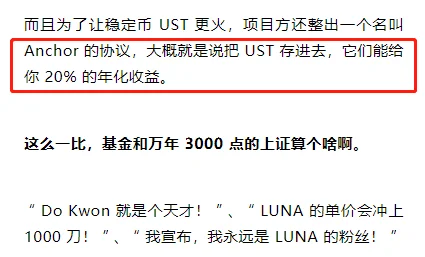 而且为了让稳定币 UST 更火，项目方还整出一个名叫
Anchor 的协议，大概就是说把 UST 存进去，它们能给
你 20% 的年化收益。
这么一比，基金和万年 3000 点的上证算个啥啊。
“ Do Kwon 就是个天才！ ”、“ LUNA 的单价会冲上
1000 刀！ ”、“ 我宣布，我永远是 LUNA 的粉丝！ ”